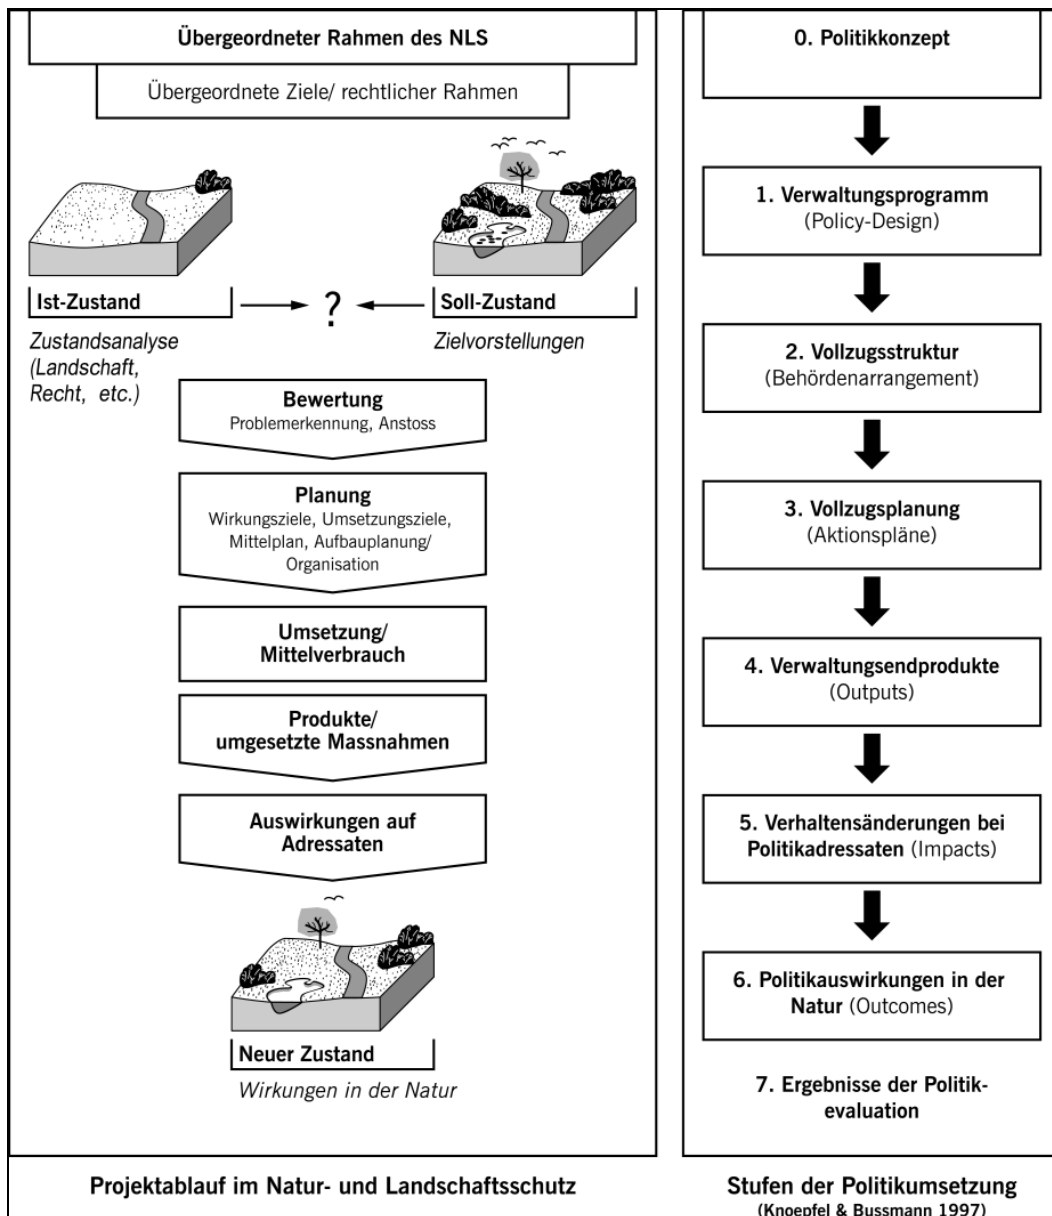 Übergeordneter Rahmen des NLS
Übergeordnete Ziele/ rechtlicher Rahmen
Ist-Zustand
?
Soll-Zustand
Zustandsanalyse
(Landschaft,
Recht, etc.)
Zielvorstellungen
Bewertung
Problemerkennung, Anstoss
Planung
Wirkungsziele, Umsetzungsziele,
Mittelplan, Aufbauplanung/
Organisation
Umsetzung/
Mittelverbrauch
Produkte/
umgesetzte Massnahmen
Auswirkungen auf
Adressaten
Neuer Zustand
Wirkungen in der Natur
Projektablauf im Natur- und Landschaftsschutz
0. Politikkonzept
1. Verwaltungsprogramm
(Policy-Design)
2. Vollzugsstruktur
(Behördenarrangement)
3. Vollzugsplanung
(Aktionspläne)
4. Verwaltungsendprodukte
(Outputs)
5. Verhaltensänderungen bei
Politikadressaten (Impacts)
6. Politikauswirkungen in der
Natur (Outcomes)
7. Ergebnisse der Politik-
evaluation
Stufen der Politikumsetzung
(Knoepfel & Bussmann 1997)